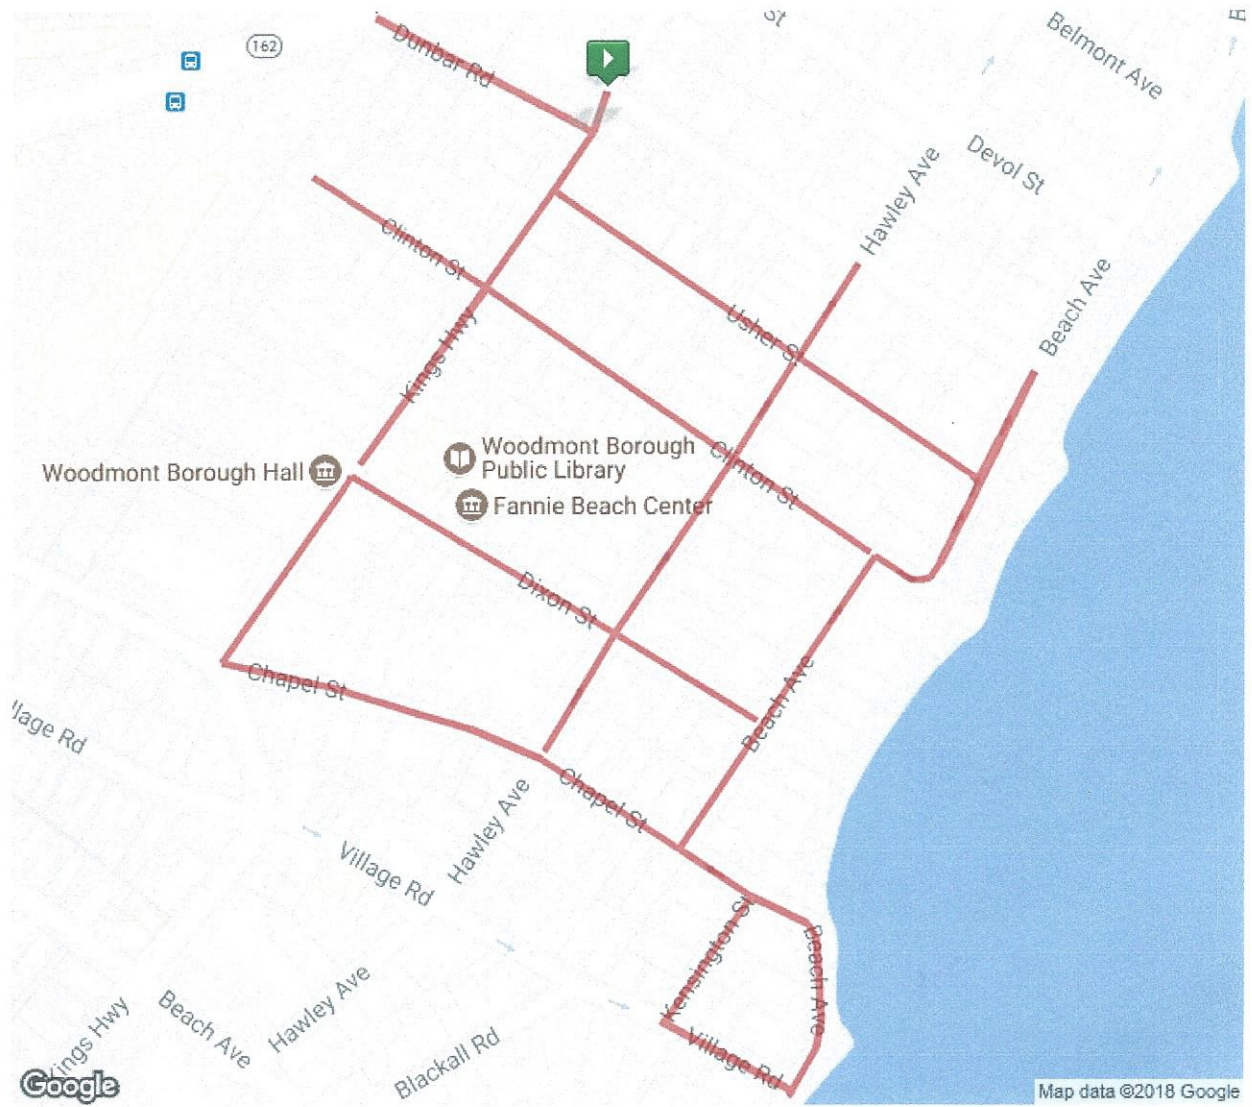 St
Belmont Ave
162
Dunbar Rd
Devol St
Hawley Ave
Clinton St
Beach Ave
Usher St
Kings Hwy
Woodmont Borough
Public Library
Woodmont Borough Hall
Clinton St
Fannie Beach Center
Dixon St
Chapel St
Beach Ave
llage Rd
Chapel St
Hawley Ave
Village Rd
Kensington St
Beach Ave
Hawley Ave
Beach Ave
Kings Hwy
Blackall Rd
Village Rd
Google
Map data ©2018 Google